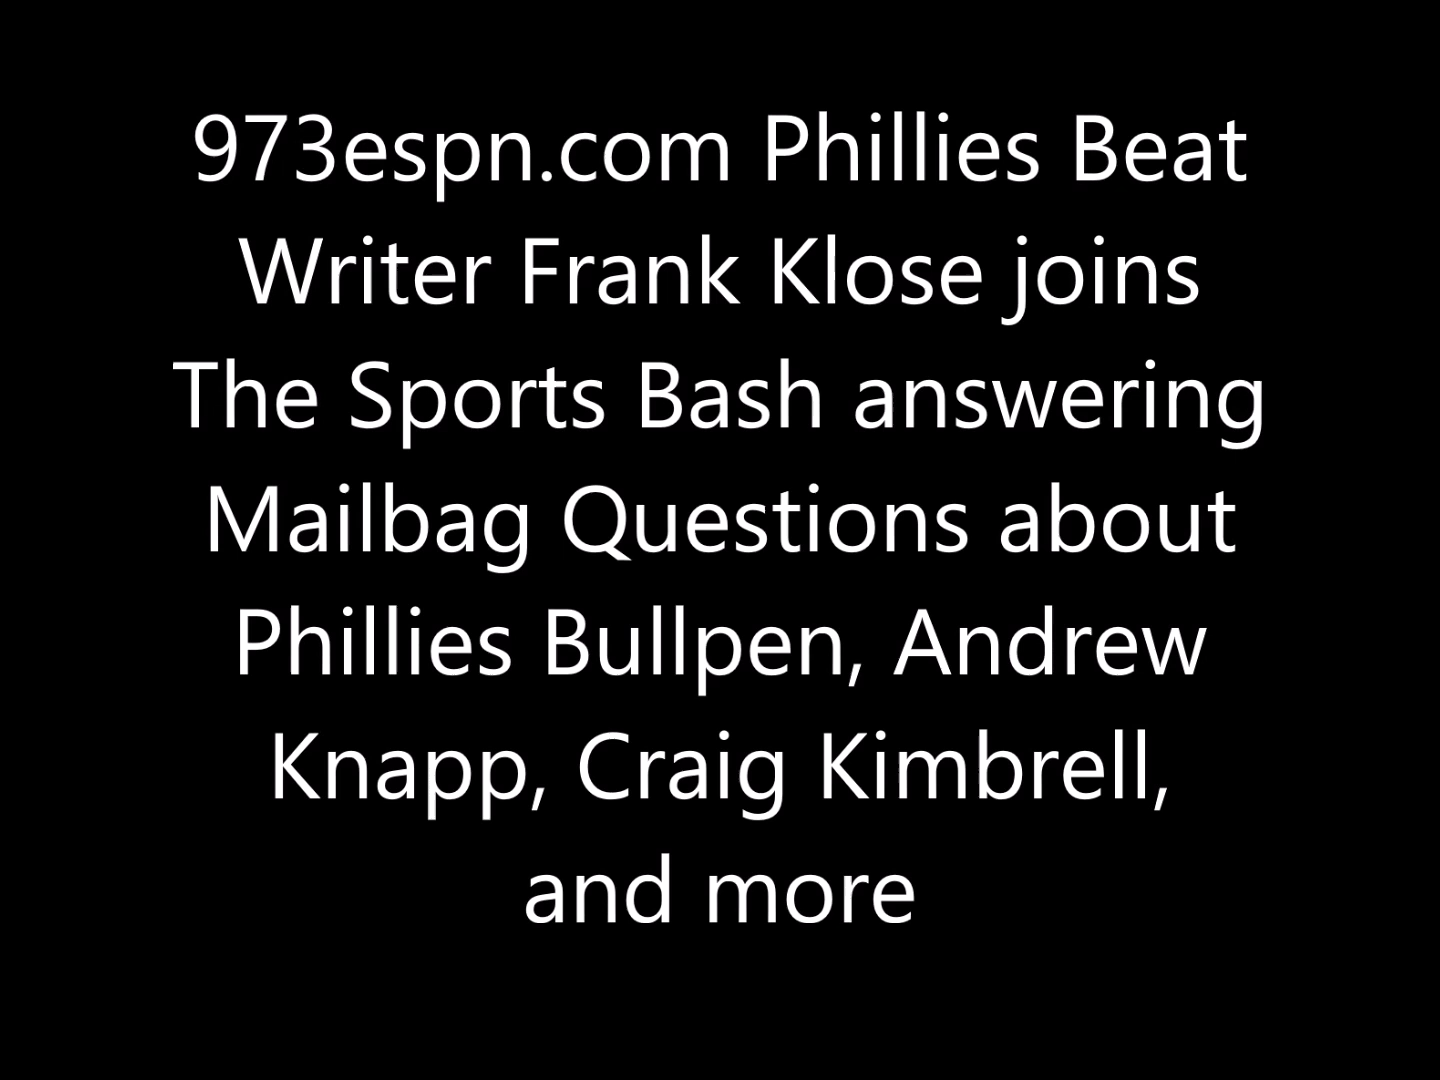 973espn.com Phillies Beat
Writer Frank Klose joins
The Sports Bash answering
Mailbag Questions about
Phillies Bullpen, Andrew
Knapp, Craig Kimbrell,
and more